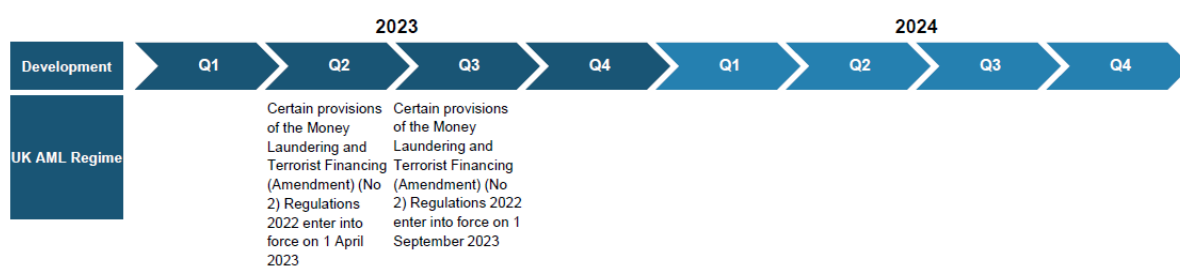 2023
2024
Development
Q1
Q2
Q3
Q4
Q1
Q2
Q3
Q4
UK AML Regime
Certain provisions
of the Money
Laundering and
Terrorist Financing
(Amendment) (No
2) Regulations
2022 enter into
force on 1 April
2023
Certain provisions
of the Money
Laundering and
Terrorist Financing
(Amendment) (No
2) Regulations 2022
enter into force on 1
September 2023